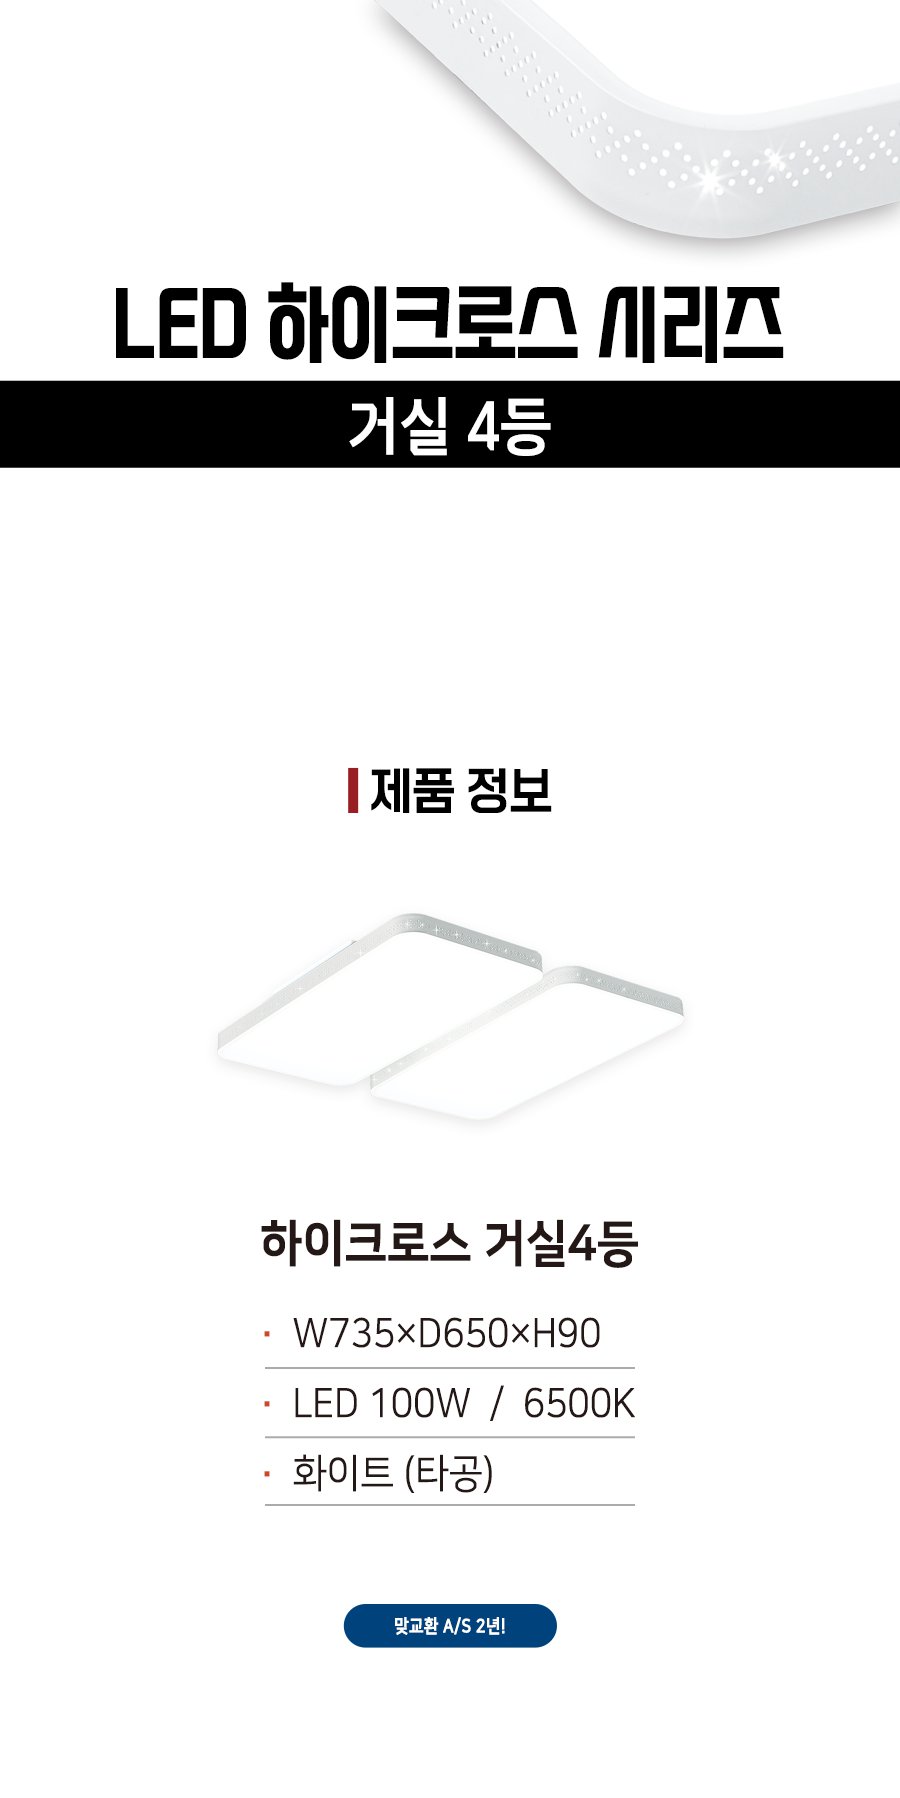 LED 하이크로스 시리즈
거실 4등
제품 정보
하이크로스 거실4등
· W735×D650×H90
· LED 100W / 6500K
· 화이트 (타공)
맞교환 A/S 2년!